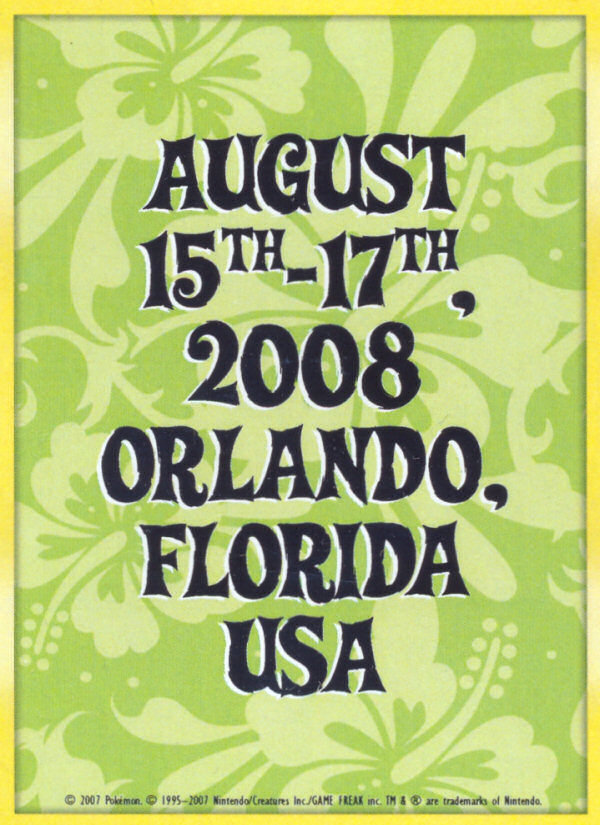 AUGUST
15TH-17TH,
2008
ORLANDO,
FLORIDA
USA
© 2007 Pokémon. © 1995–2007 Nintendo/Creatures Inc./GAME FREAK inc. TM & ® are trademarks of Nintendo.